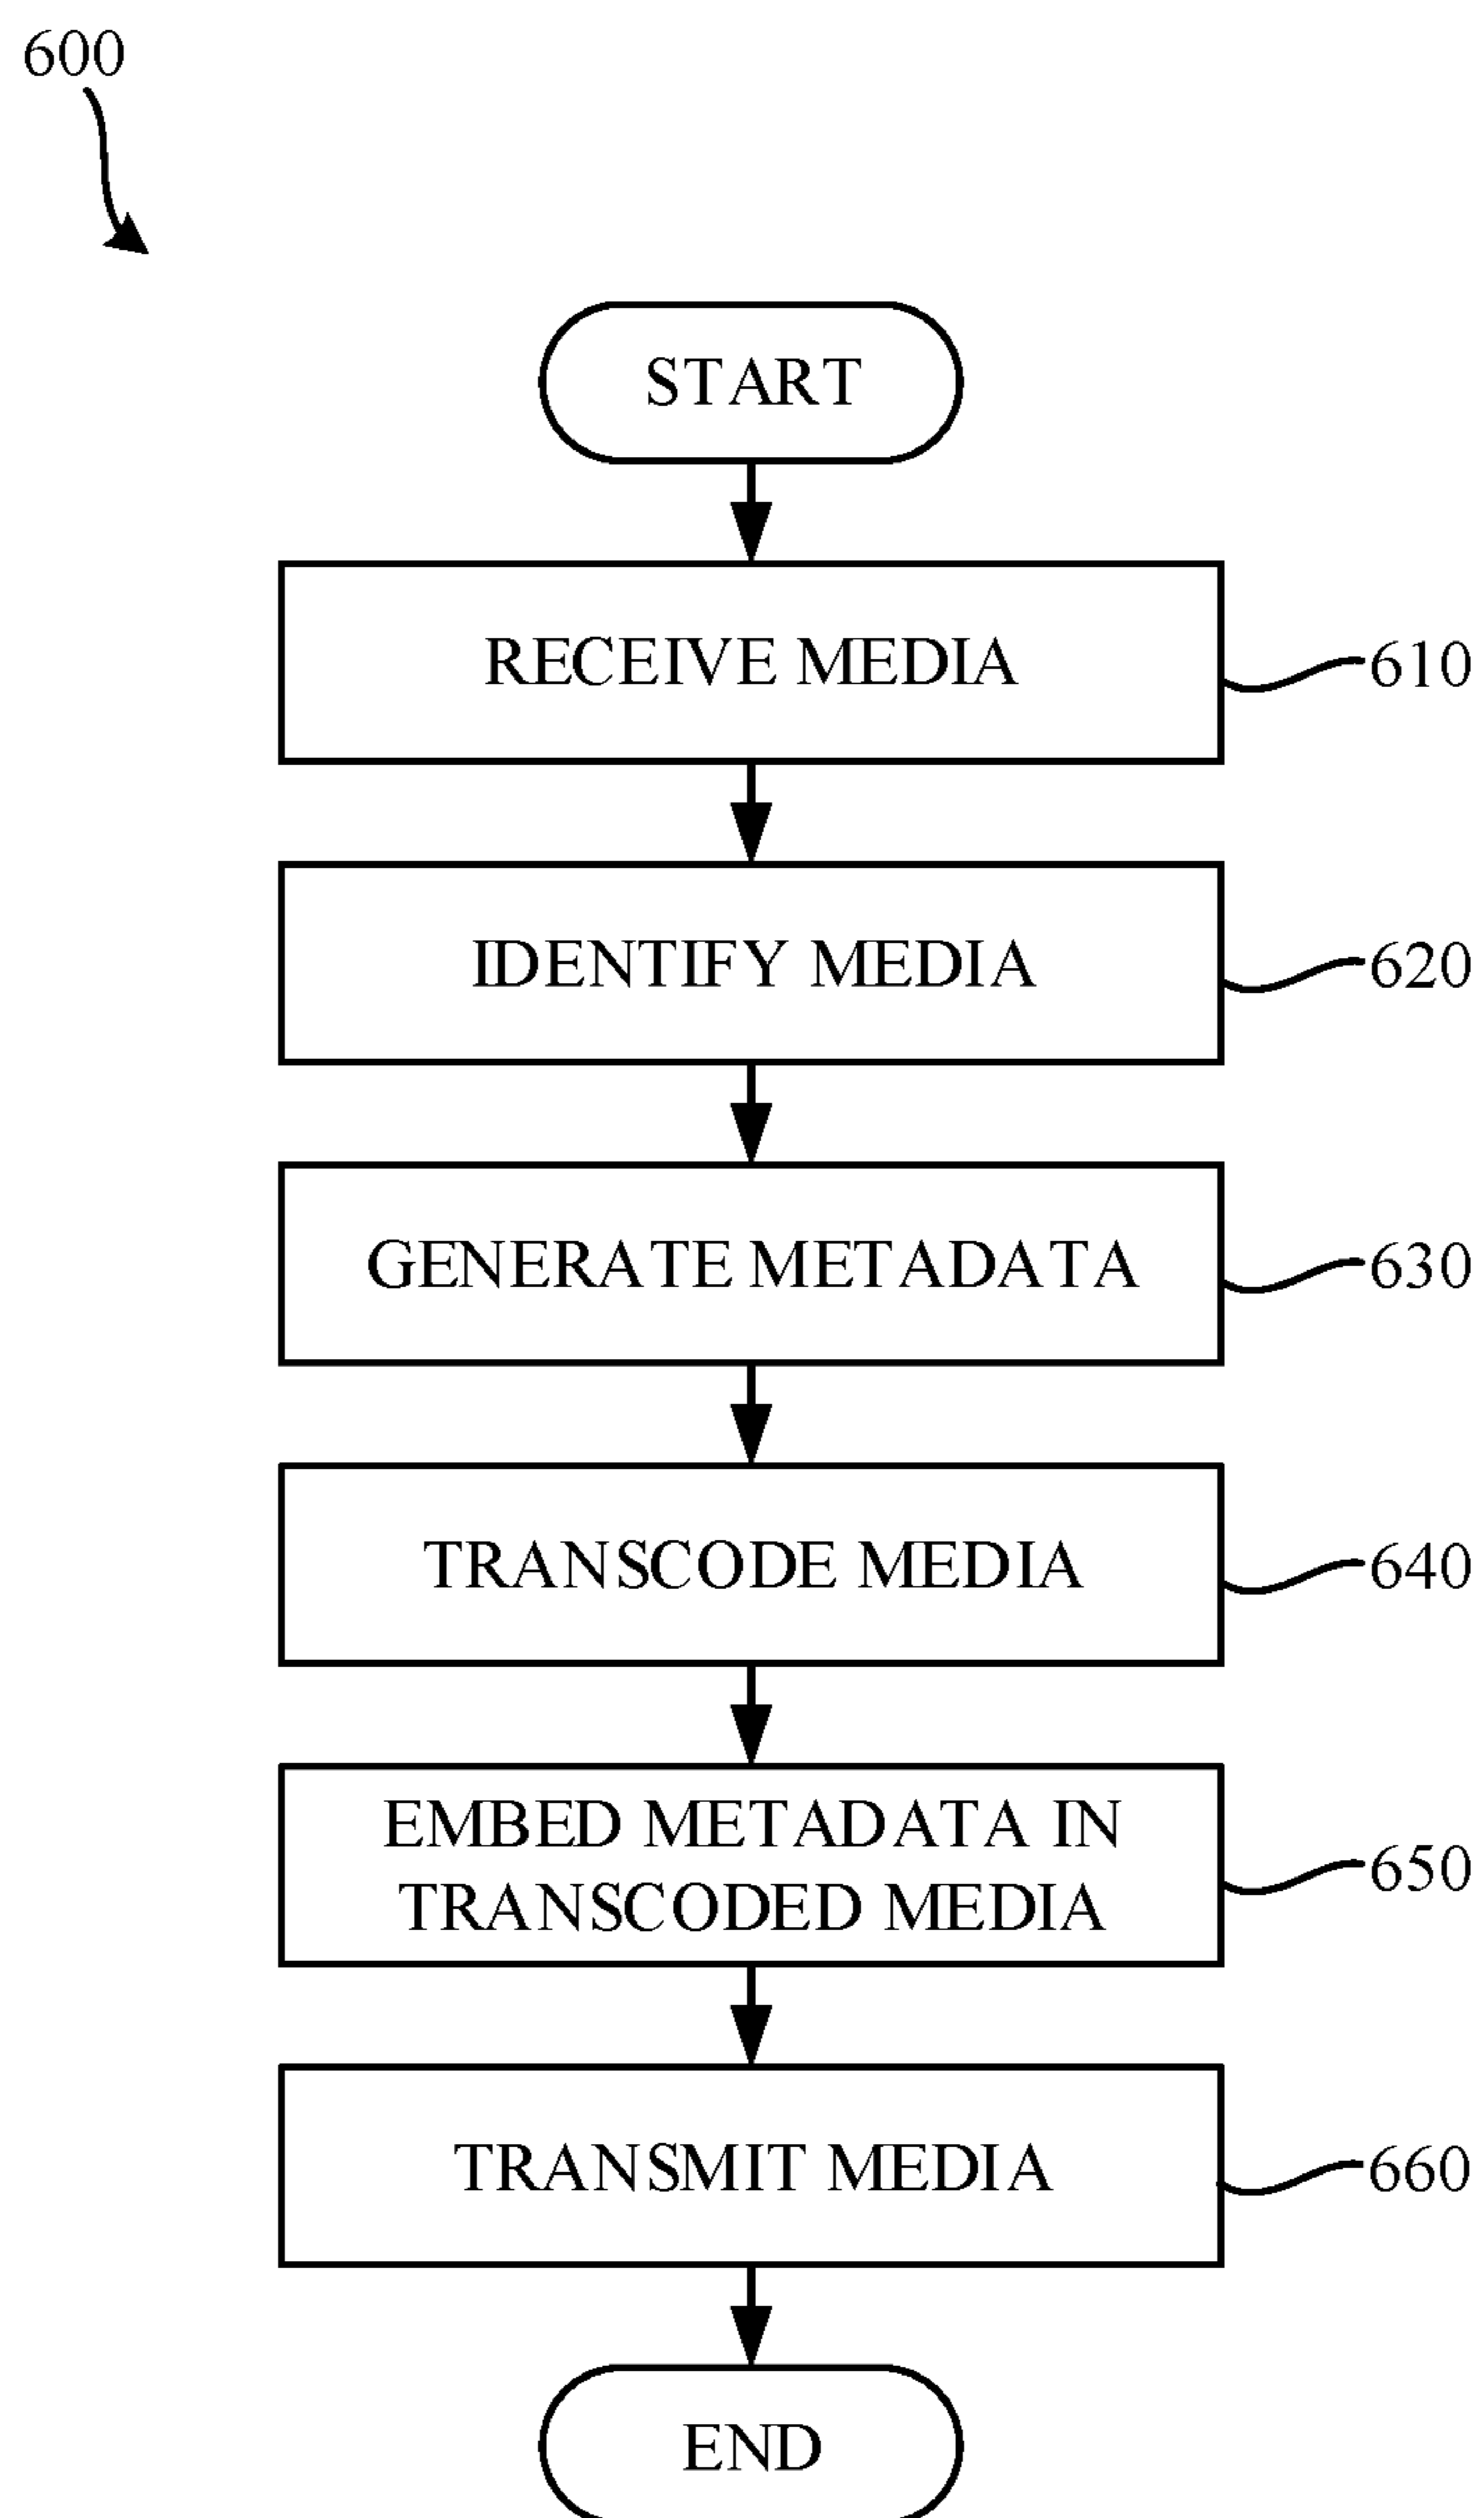 600
START
RECEIVE MEDIA
610
IDENTIFY MEDIA
620
GENERATE METADATA
630
TRANSCODE MEDIA
640
EMBED METADATA IN
TRANSCODED MEDIA
650
TRANSMIT MEDIA
660
END